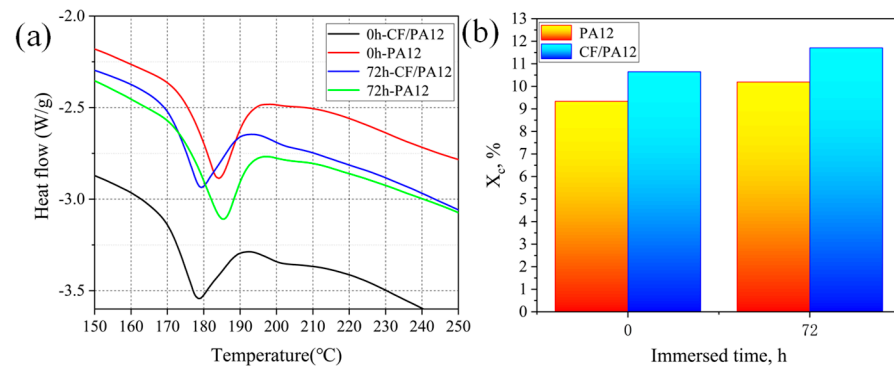 (a)
Heat flow (W/g)
-2.0
-2.5
-3.0
-3.5
0h-CF/PA12
0h-PA12
72h-CF/PA12
72h-PA12
150 160 170 180 190 200 210 220 230 240 250
Temperature(℃)
(b)
X_c, %
13
12
11
10
9
8
7
6
5
4
3
2
1
0
PA12
CF/PA12
0 72
Immersed time, h